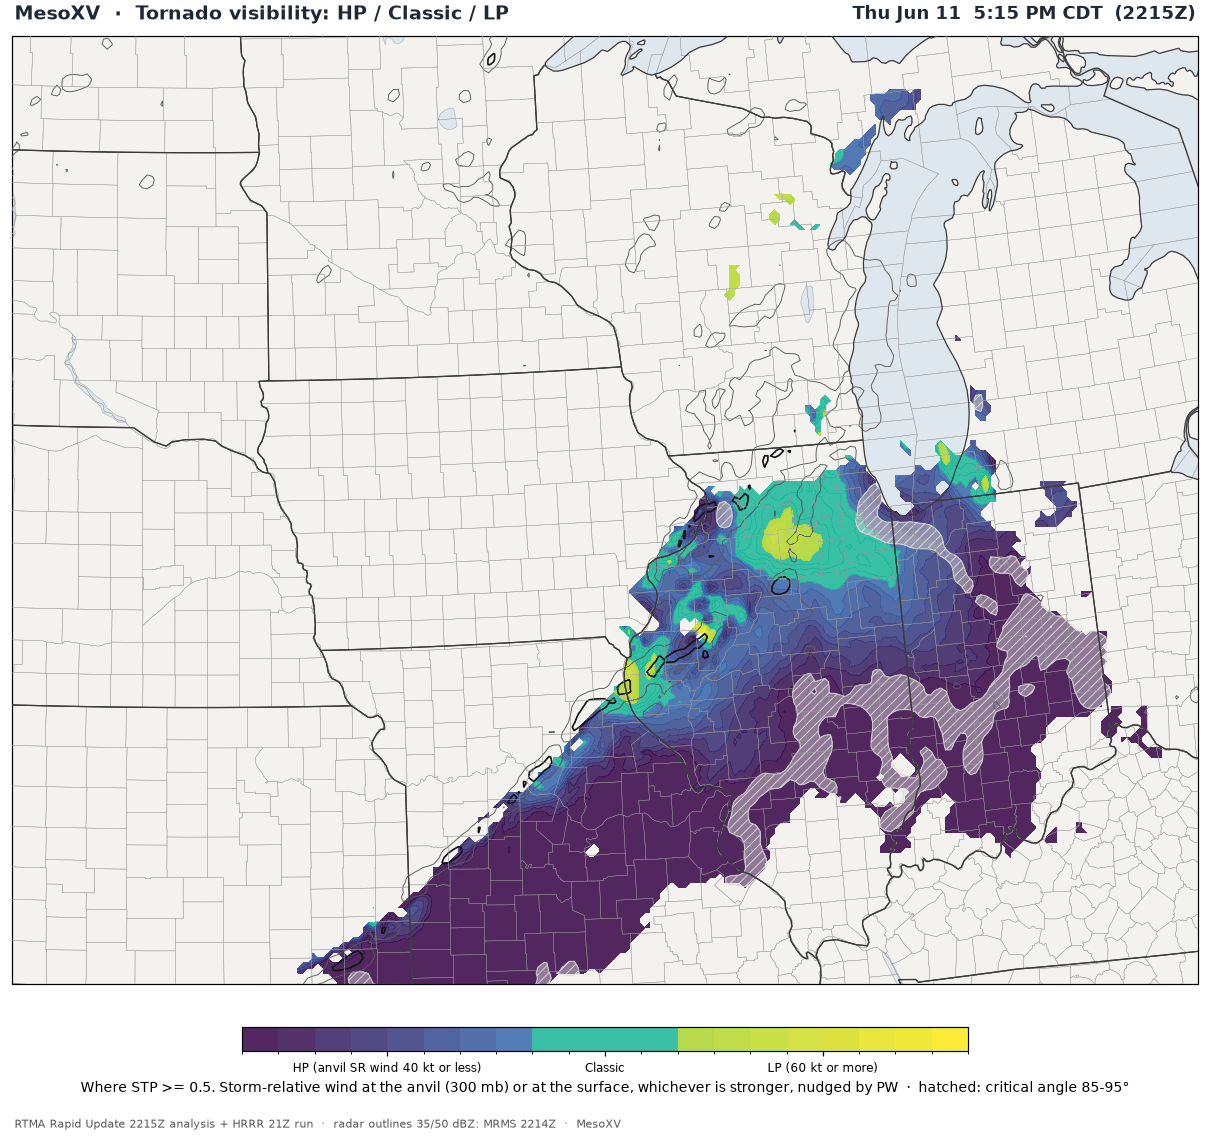 MesoXV · Tornado visibility: HP / Classic / LP
Thu Jun 11 5:15 PM CDT (2215Z)
HP (anvil SR wind 40 kt or less)
Classic
LP (60 kt or more)
Where STP >= 0.5. Storm-relative wind at the anvil (300 mb) or at the surface, whichever is stronger, nudged by PW · hatched: critical angle 85-95°
RTMA Rapid Update 2215Z analysis + HRRR 21Z run · radar outlines 35/50 dBZ: MRMS 2214Z · MesoXV